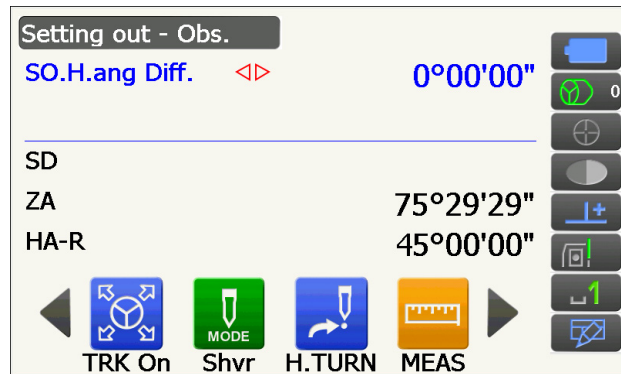 Setting out - Obs.
SO.H.ang Diff. ◁▷ 0°00'00"
0
SD
ZA 75°29'29"
HA-R 45°00'00"
1
MODE
TRK On Shvr H.TURN MEAS